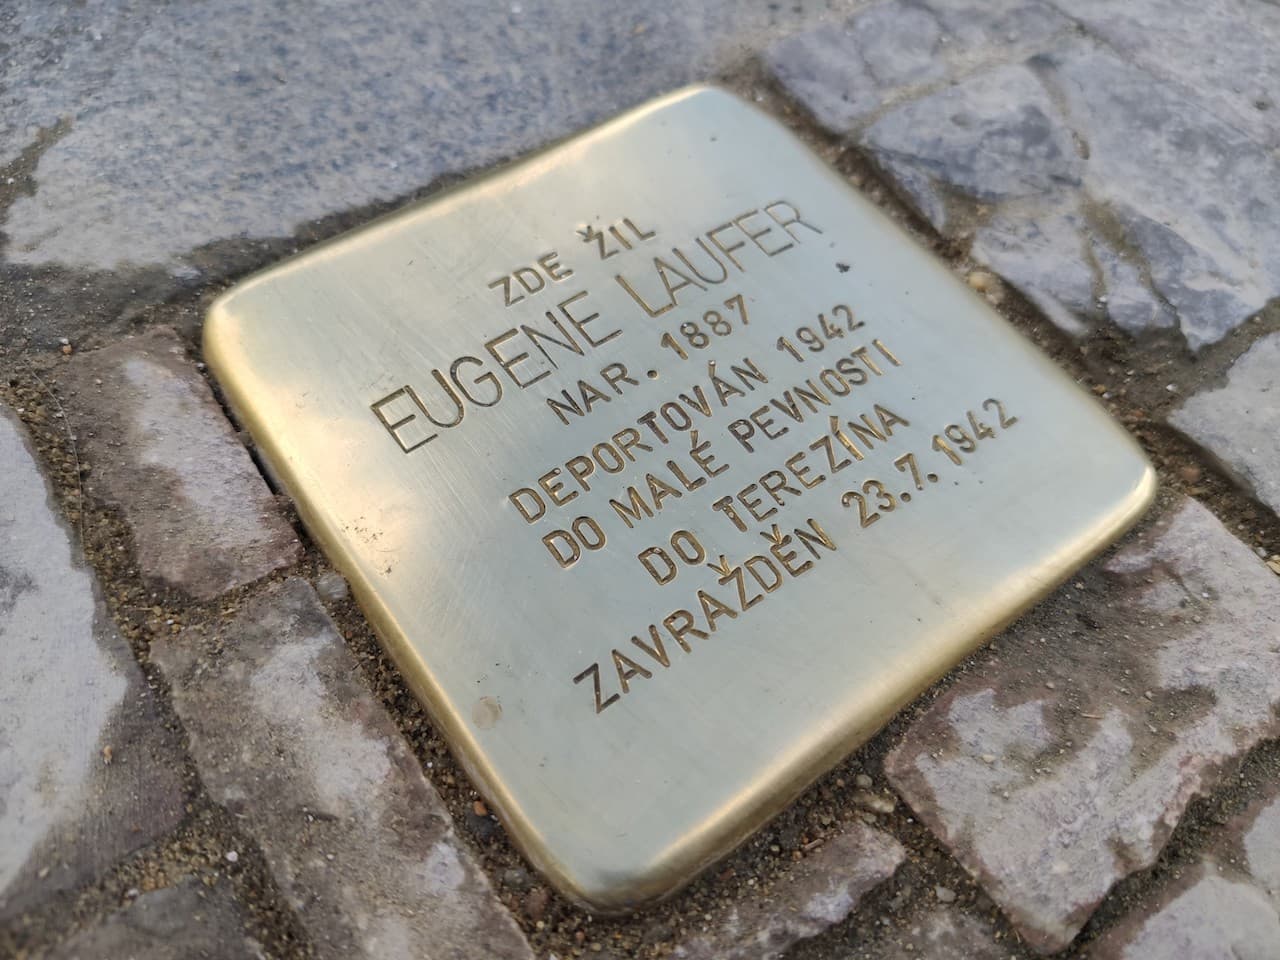 ZDE ŽIL
EUGENE LAUFER
NAR. 1887
DEPORTOVÁN 1942
DO MALÉ PEVNOSTI
DO TEREZÍNA
ZAVRAŽDĚN 23.7.1942